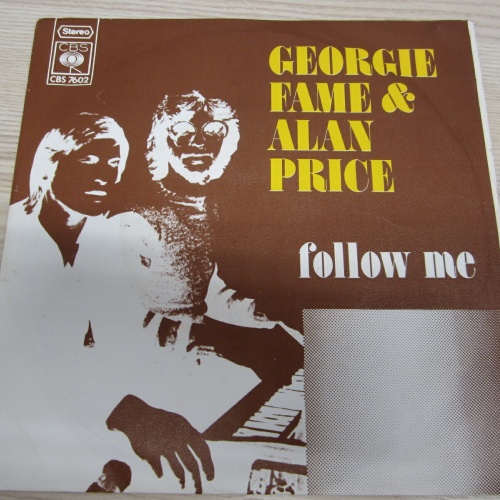 Stereo
CBS
CBS 7602
GEORGIE
FAME &
ALAN
PRICE
follow me